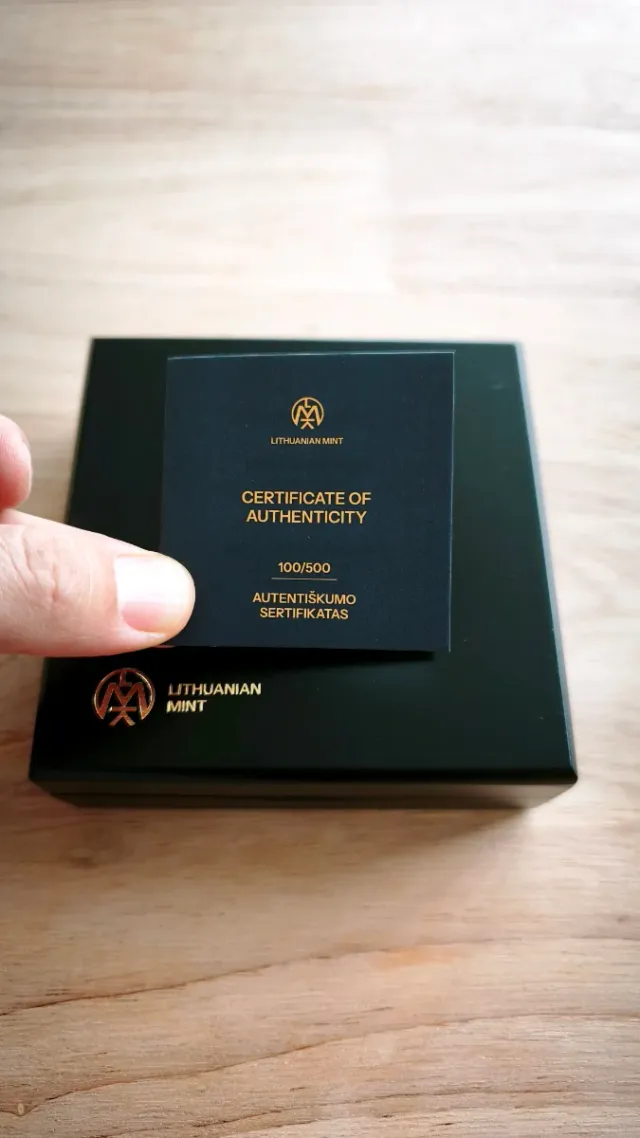 LITHUANIAN MINT
CERTIFICATE OF
AUTHENTICITY
100/500
AUTENTIŠKUMO
SERTIFIKATAS
LITHUANIAN
MINT